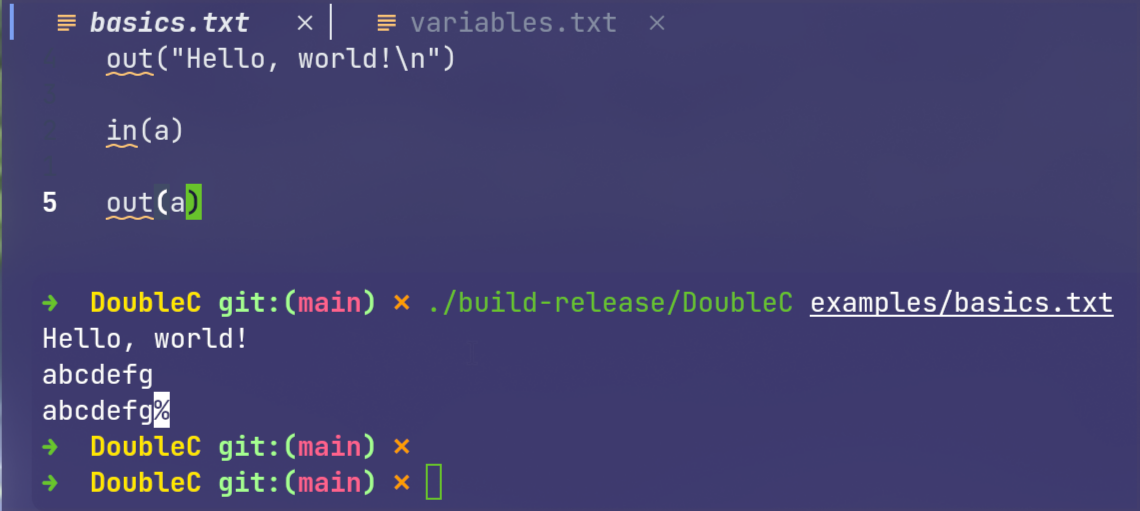 basics.txt × variables.txt ×
out("Hello, world!\n")
in(a)
5 out(a)
→ DoubleC git:(main) × ./build-release/DoubleC examples/basics.txt
Hello, world!
abcdefg
abcdefg%
→ DoubleC git:(main) ×
→ DoubleC git:(main) ×